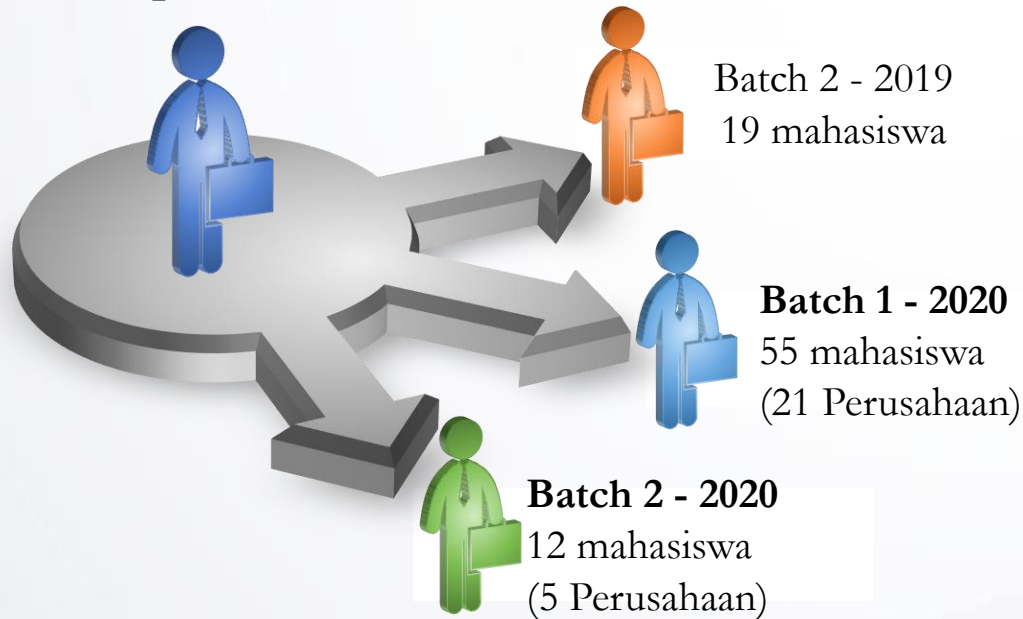 Batch 2 - 2019
19 mahasiswa
Batch 1 - 2020
55 mahasiswa
(21 Perusahaan)
Batch 2 - 2020
12 mahasiswa
(5 Perusahaan)